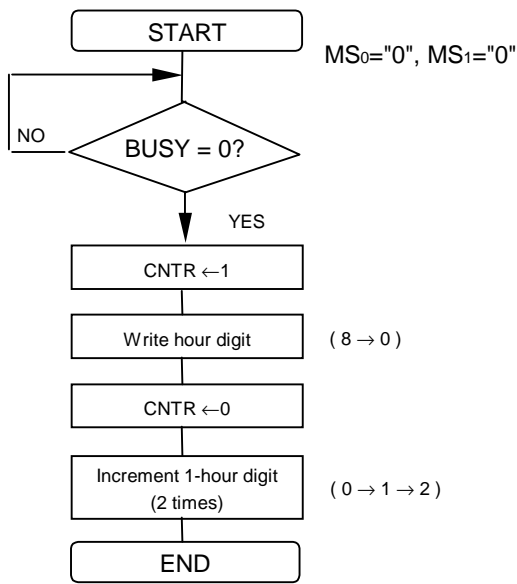 START
MS₀="0", MS₁="0"
NO
BUSY = 0?
YES
CNTR ←1
Write hour digit
( 8 → 0 )
CNTR ←0
Increment 1-hour digit
(2 times)
( 0 → 1 → 2 )
END